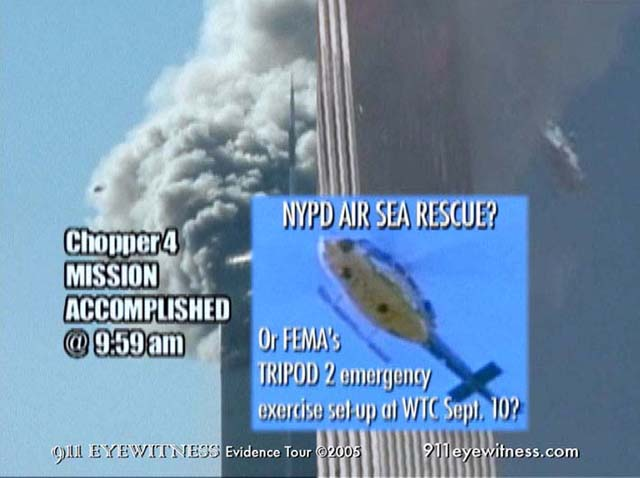 Chopper 4
MISSION
ACCOMPLISHED
@ 9:59 am
NYPD AIR SEA RESCUE?
Or FEMA's
TRIPOD 2 emergency
exercise set-up at WTC Sept. 10?
911 EYEWITNESS Evidence Tour ©2005
911eyewitness.com